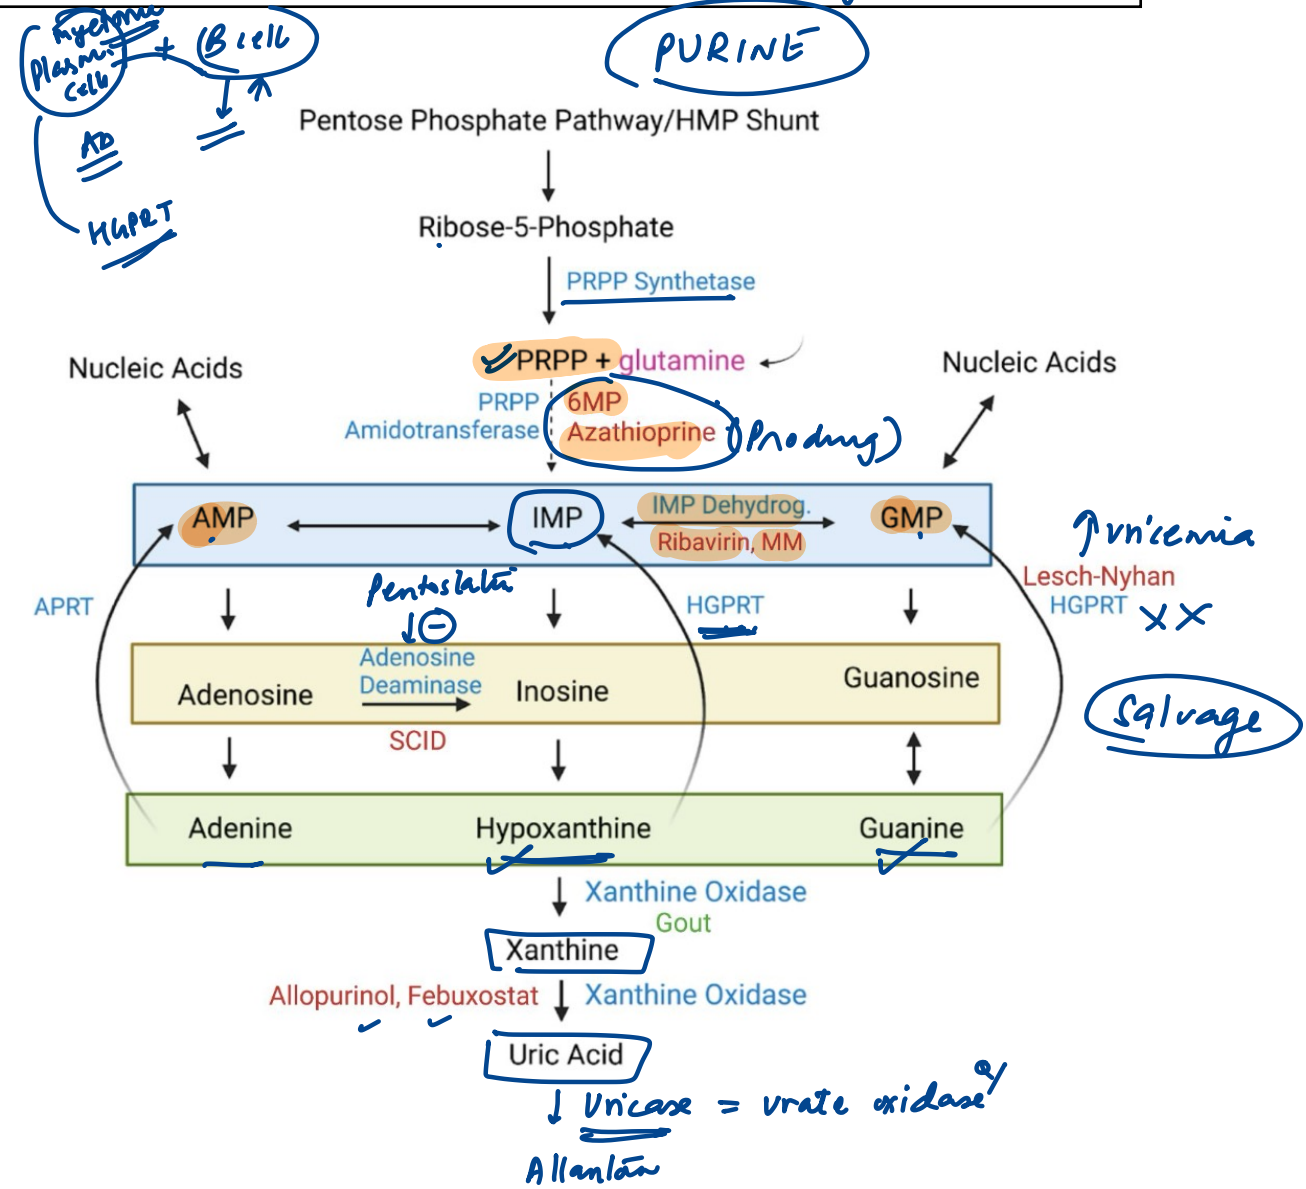 PURINE
myeloma
Plasma cells + B cell
AD
HGPRT
Pentose Phosphate Pathway/HMP Shunt
Ribose-5-Phosphate
PRPP Synthetase
PRPP + glutamine
Nucleic Acids
Nucleic Acids
PRPP
Amidotransferase
6MP
Azathioprine (Prodrug)
AMP
IMP
IMP Dehydrog.
Ribavirin, MM
GMP
↑uricemia
Lesch-Nyhan
HGPRT XX
APRT
Pentostatin
↓ ⊖
HGPRT
Adenosine
Adenosine
Deaminase
SCID
Inosine
Guanosine
Salvage
Adenine
Hypoxanthine
Guanine
Xanthine Oxidase
Gout
Xanthine
Allopurinol, Febuxostat
Xanthine Oxidase
Uric Acid
↓ Uricase = urate oxidase